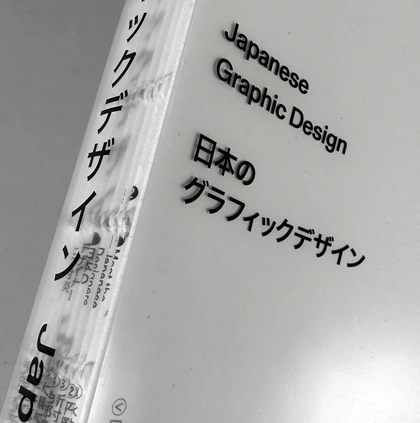 Japanese
Graphic Design
日本の
グラフィックデザイン
ィックデザイン
Jap